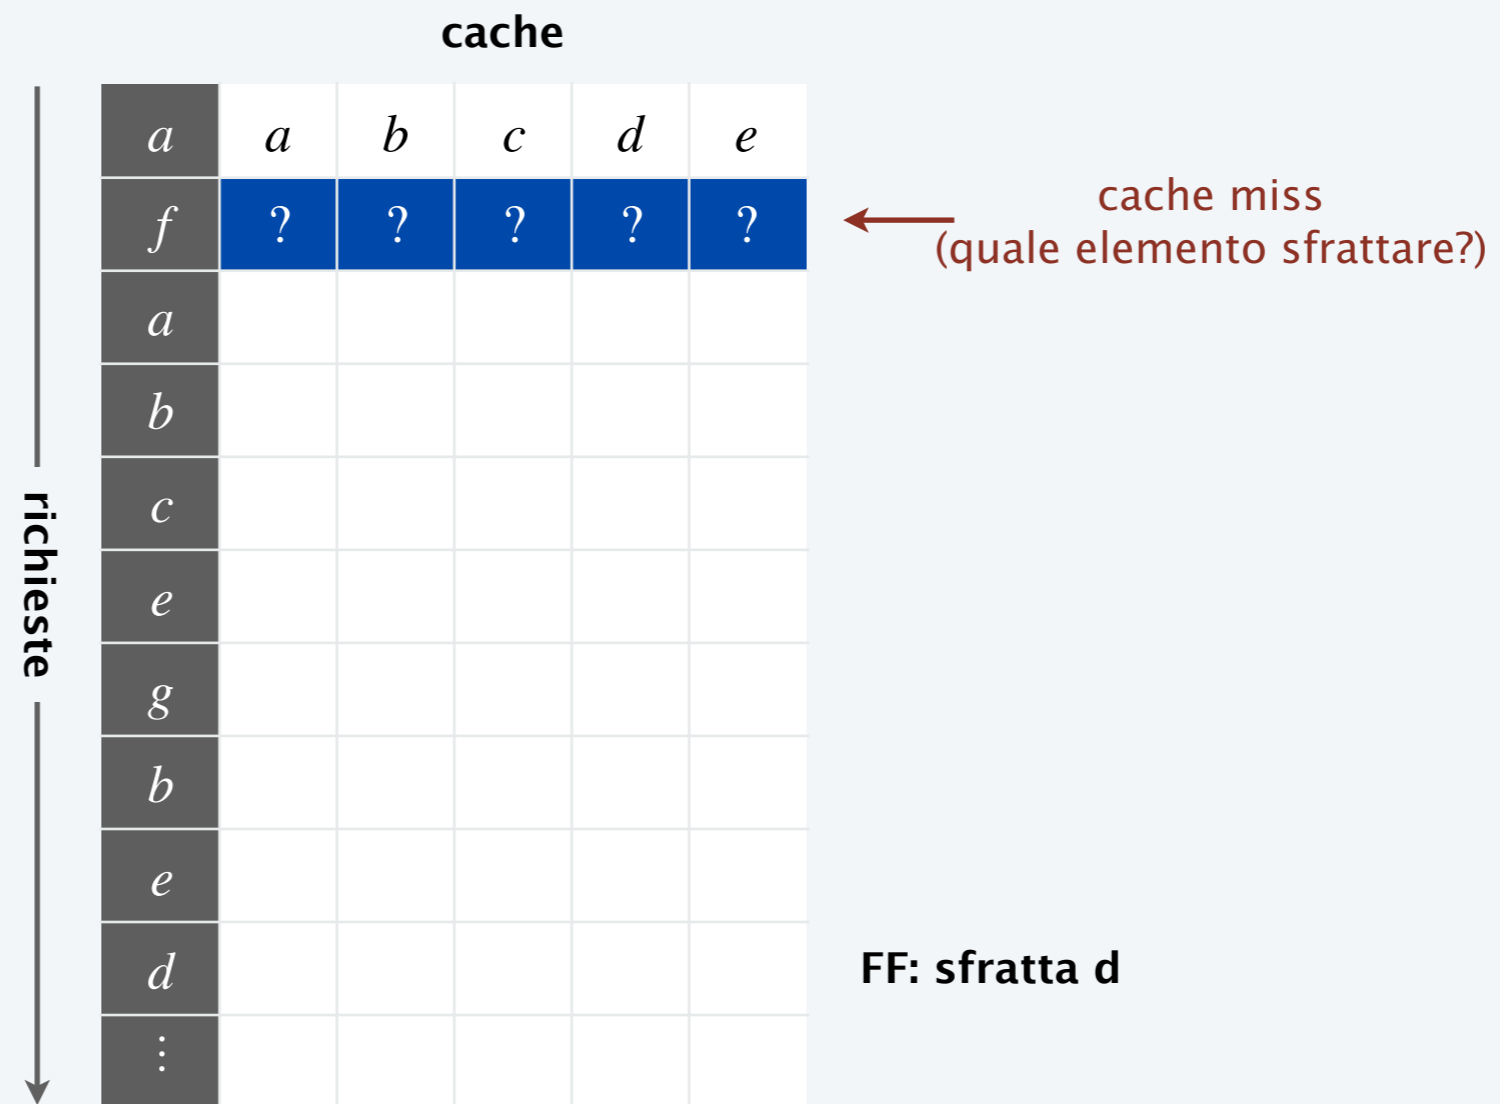 cache
a a b c d e
f ? ? ? ? ?
cache miss
(quale elemento sfrattare?)
a
b
c
e
richieste
g
b
e
d
FF: sfratta d
⋮